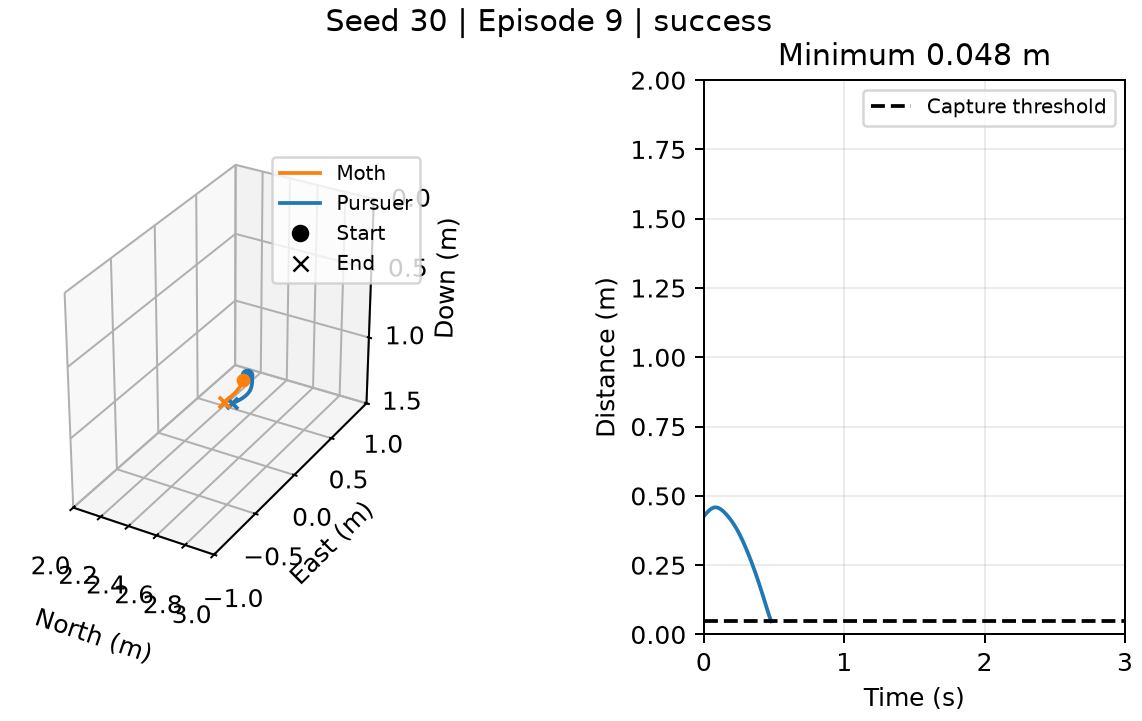 Seed 30 | Episode 9 | success
Minimum 0.048 m
Moth
Pursuer
Start
End
0.0
0.5
1.0
1.5
Down (m)
1.0
0.5
0.0
−0.5
−1.0
East (m)
2.0
2.2
2.4
2.6
2.8
3.0
North (m)
Capture threshold
2.00
1.75
1.50
1.25
1.00
0.75
0.50
0.25
0.00
Distance (m)
0
1
2
3
Time (s)